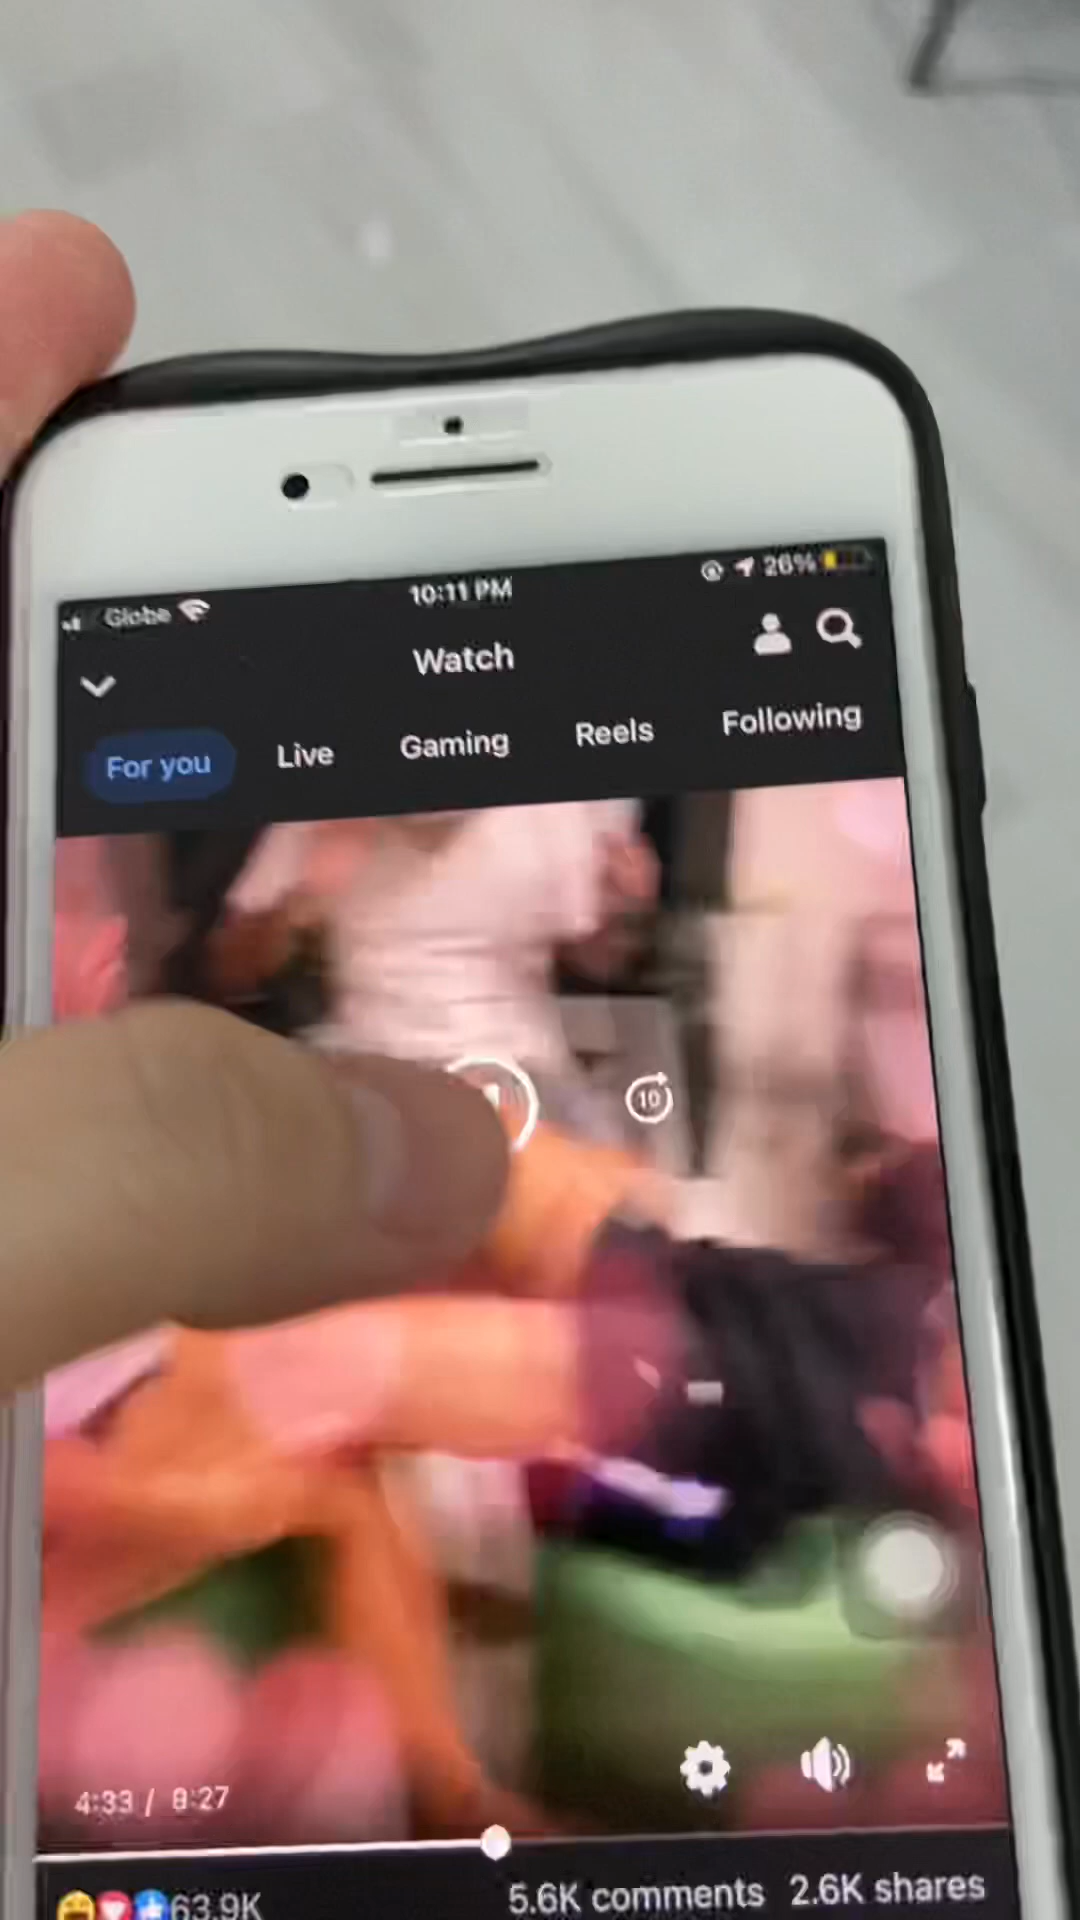 Globe 10:11 PM 26%
Watch
For you Live Gaming Reels Following
10
4:33 / 8:27
63.9K 5.6K comments 2.6K shares